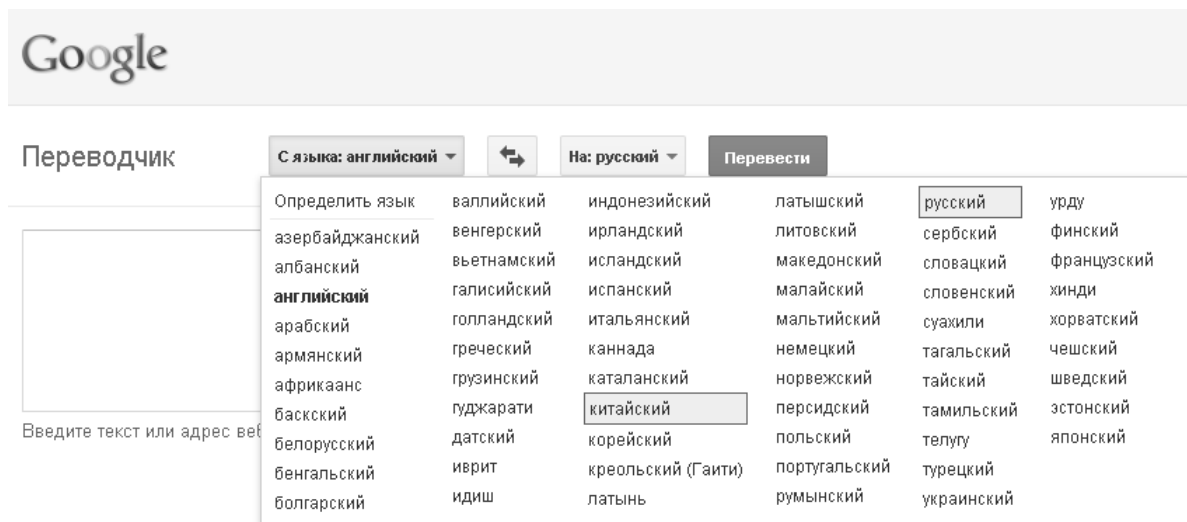 Google
Переводчик
С языка: английский
На: русский
Перевести
Определить язык
азербайджанский
албанский
английский
арабский
армянский
африкаанс
баскский
белорусский
бенгальский
болгарский
валлийский
венгерский
вьетнамский
галисийский
голландский
греческий
грузинский
гуджарати
датский
иврит
идиш
индонезийский
ирландский
исландский
испанский
итальянский
каннада
каталанский
китайский
корейский
креольский (Гаити)
латынь
латышский
литовский
македонский
малайский
мальтийский
немецкий
норвежский
персидский
польский
португальский
румынский
русский
сербский
словацкий
словенский
суахили
тагальский
тайский
тамильский
телугу
турецкий
украинский
урду
финский
французский
хинди
хорватский
чешский
шведский
эстонский
японский
Введите текст или адрес веб